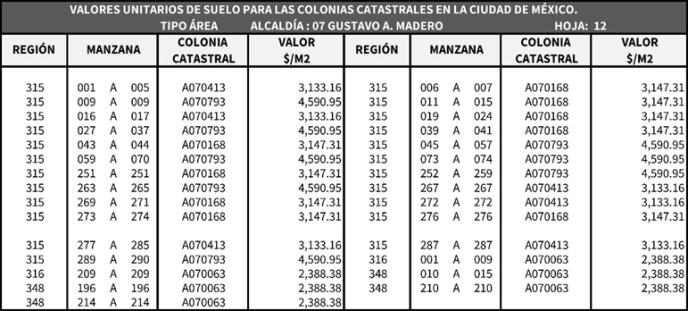 VALORES UNITARIOS DE SUELO PARA LAS COLONIAS CATASTRALES EN LA CIUDAD DE MÉXICO.
TIPO ÁREA ALCALDÍA : 07 GUSTAVO A. MADERO HOJA: 12
REGIÓN MANZANA COLONIA CATASTRAL VALOR $/M2 REGIÓN MANZANA COLONIA CATASTRAL VALOR $/M2
315 001 A 005 A070413 3,133.16 315 006 A 007 A070168 3,147.31
315 009 A 009 A070793 4,590.95 315 011 A 015 A070168 3,147.31
315 016 A 017 A070413 3,133.16 315 019 A 024 A070168 3,147.31
315 027 A 037 A070793 4,590.95 315 039 A 041 A070168 3,147.31
315 043 A 044 A070168 3,147.31 315 045 A 057 A070793 4,590.95
315 059 A 070 A070793 4,590.95 315 073 A 074 A070793 4,590.95
315 251 A 251 A070168 3,147.31 315 252 A 259 A070793 4,590.95
315 263 A 265 A070793 4,590.95 315 267 A 267 A070413 3,133.16
315 269 A 271 A070168 3,147.31 315 272 A 272 A070413 3,133.16
315 273 A 274 A070168 3,147.31 315 276 A 276 A070168 3,147.31
315 277 A 285 A070413 3,133.16 315 287 A 287 A070413 3,133.16
315 289 A 290 A070793 4,590.95 316 001 A 009 A070063 2,388.38
316 209 A 209 A070063 2,388.38 348 010 A 015 A070063 2,388.38
348 196 A 196 A070063 2,388.38 348 210 A 210 A070063 2,388.38
348 214 A 214 A070063 2,388.38